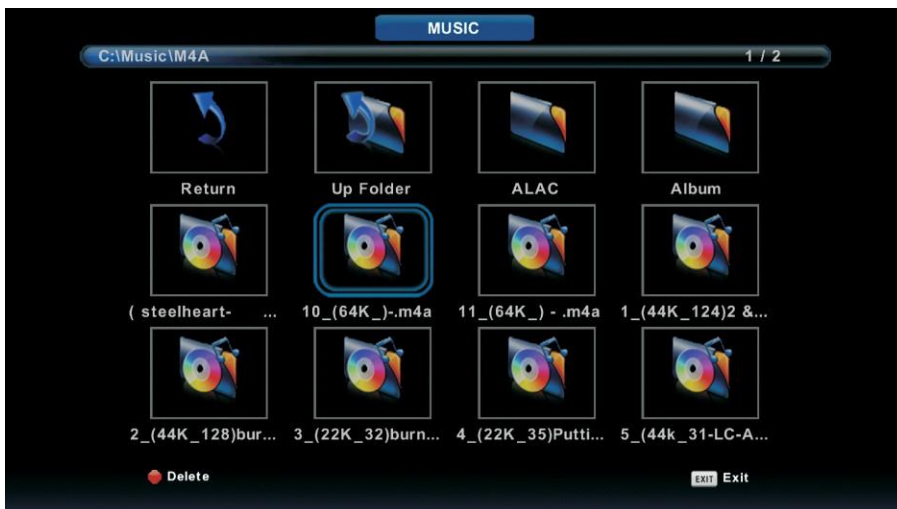 MUSIC
C:\Music\M4A 1 / 2
Return Up Folder ALAC Album
( steelheart- ... 10_(64K_)-.m4a 11_(64K_) - .m4a 1_(44K_124)2 &...
2_(44K_128)bur... 3_(22K_32)burn... 4_(22K_35)Putti... 5_(44k_31-LC-A...
Delete EXIT Exit